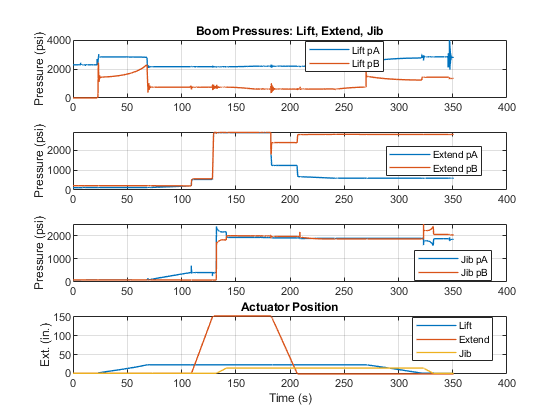 Boom Pressures: Lift, Extend, Jib
Pressure (psi)
4000
3000
2000
1000
0
Lift pA
Lift pB
0 50 100 150 200 250 300 350 400
Pressure (psi)
2000
1000
0
Extend pA
Extend pB
0 50 100 150 200 250 300 350 400
Pressure (psi)
2000
1000
0
Jib pA
Jib pB
0 50 100 150 200 250 300 350 400
Actuator Position
Ext. (in.)
150
100
50
0
Lift
Extend
Jib
0 50 100 150 200 250 300 350 400
Time (s)